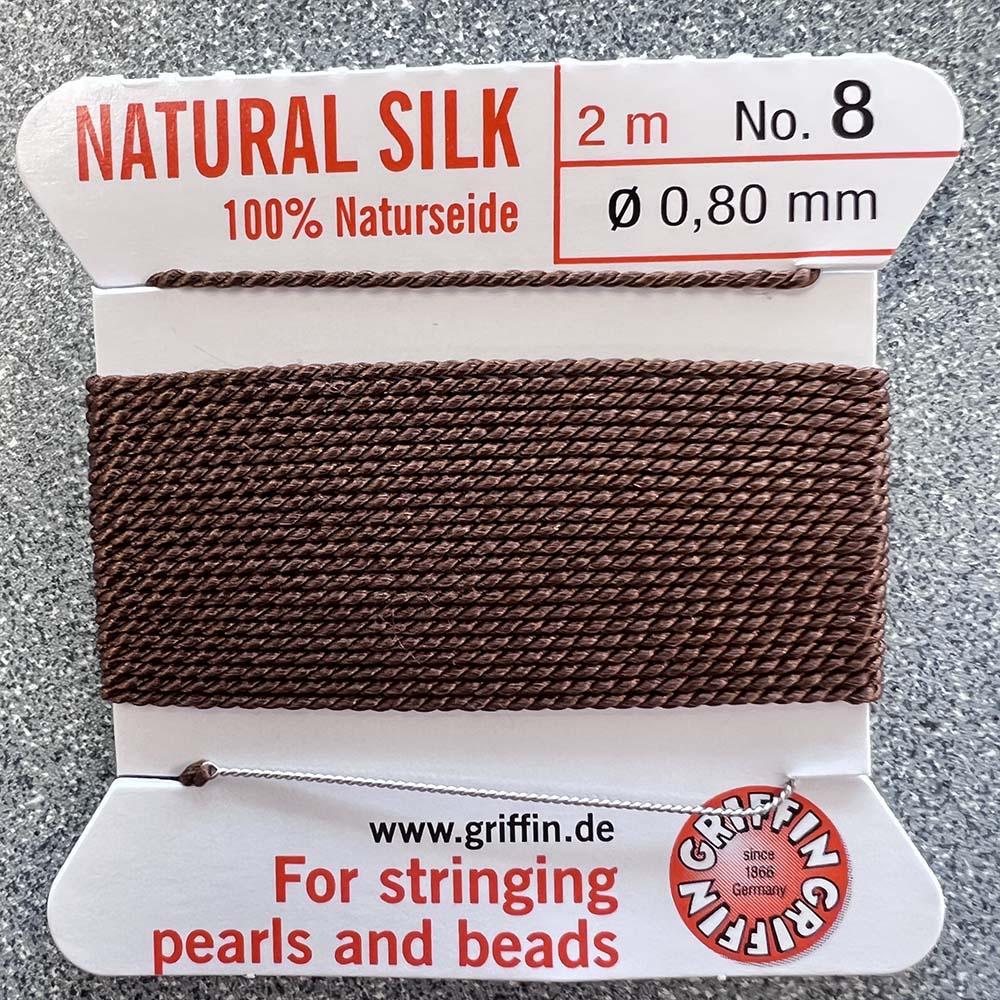 NATURAL SILK
100% Naturseide
2 m No. 8
Ø 0,80 mm
www.griffin.de
For stringing
pearls and beads
GRIFFIN GRIFFIN
since
1866
Germany